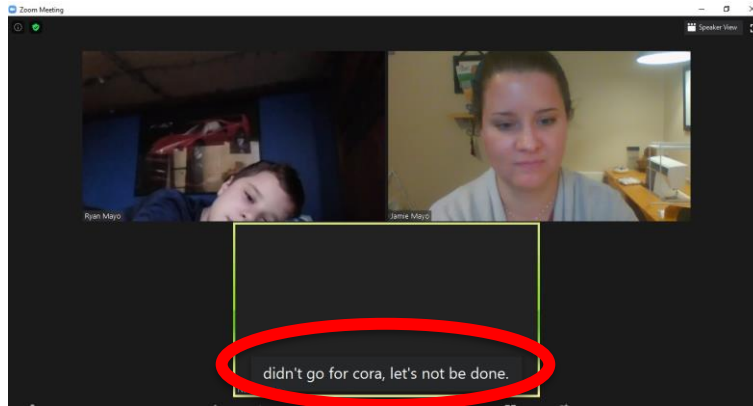 Zoom Meeting
Speaker View
Ryan Mayo
Jamie Mayo
didn't go for cora, let's not be done.